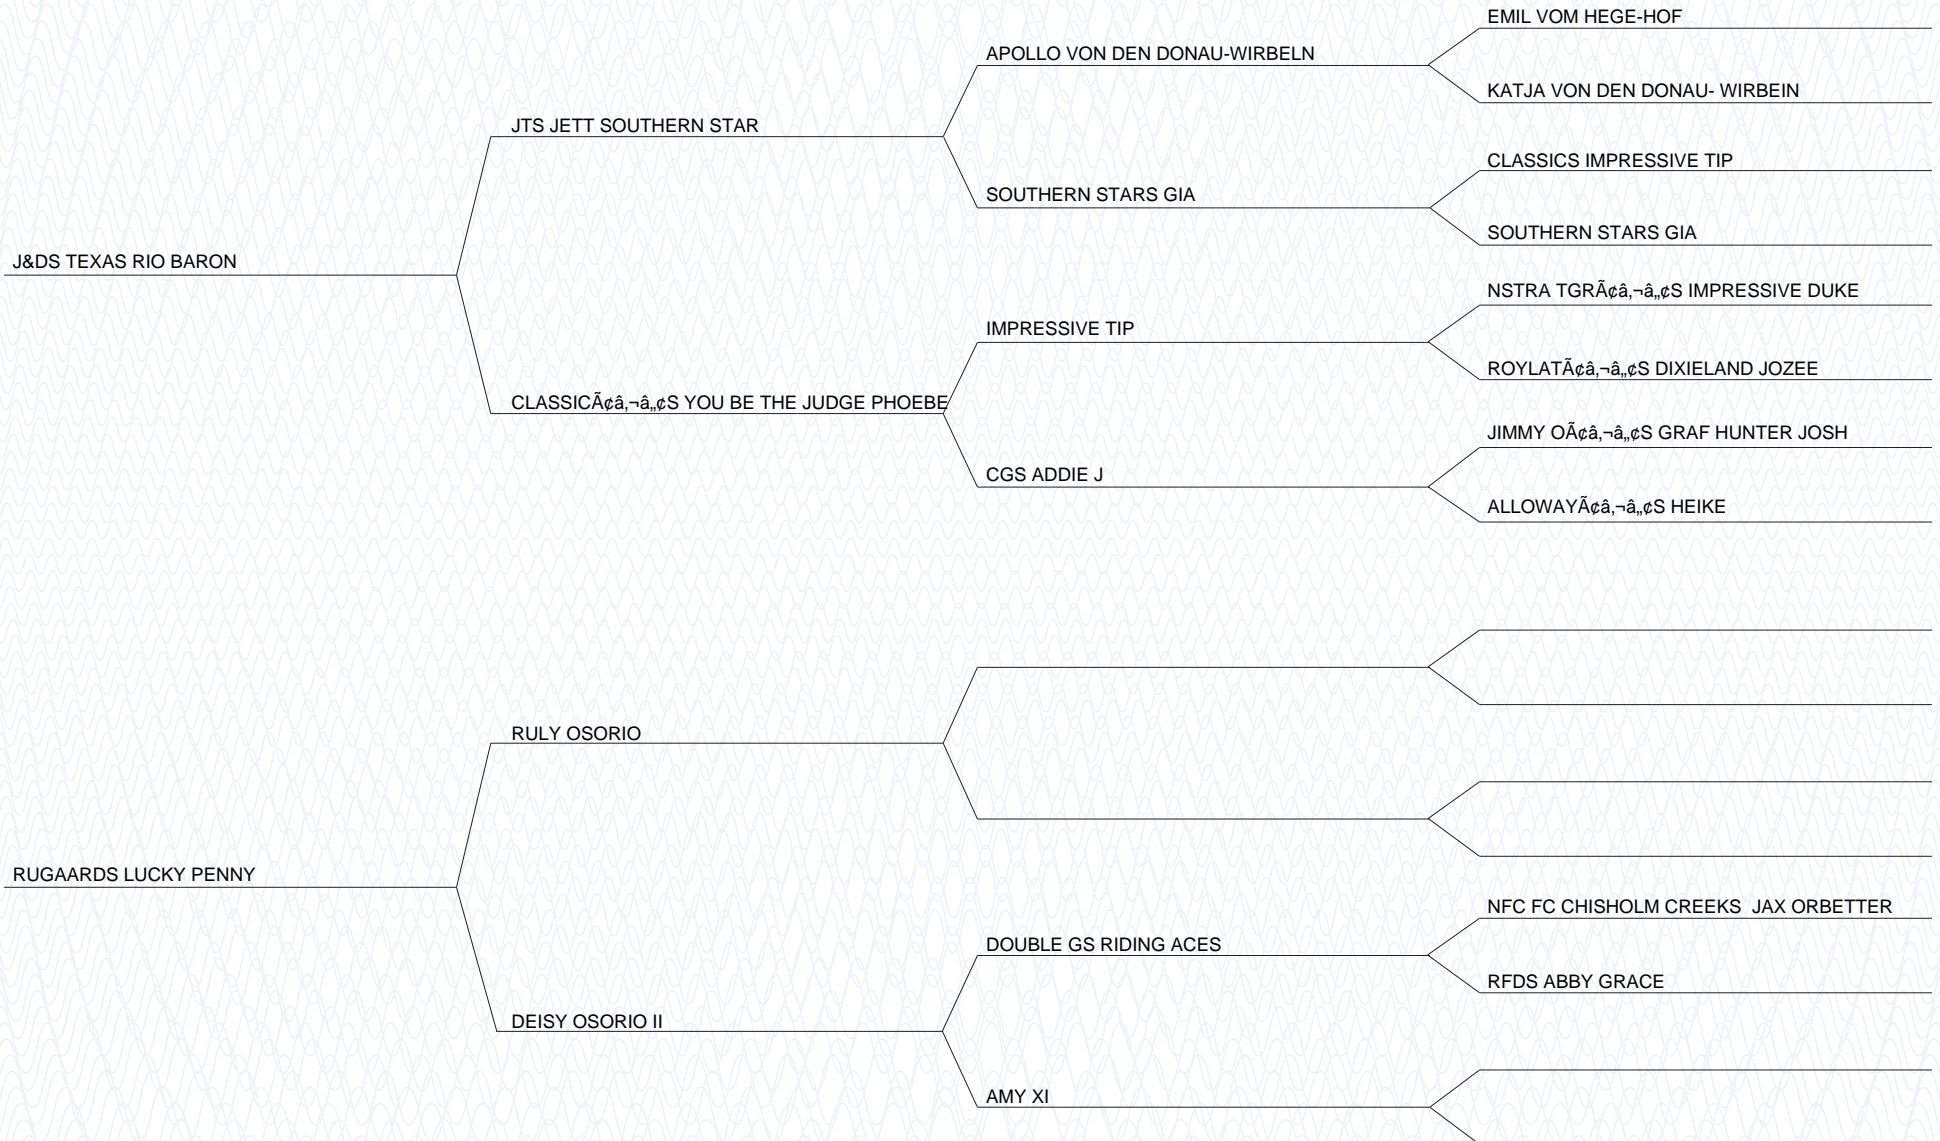 EMIL VOM HEGE-HOF
APOLLO VON DEN DONAU-WIRBELN
KATJA VON DEN DONAU- WIRBEIN
JTS JETT SOUTHERN STAR
CLASSICS IMPRESSIVE TIP
SOUTHERN STARS GIA
SOUTHERN STARS GIA
J&DS TEXAS RIO BARON
NSTRA TGRÃ¢â‚¬â„¢S IMPRESSIVE DUKE
IMPRESSIVE TIP
ROYLATÃ¢â‚¬â„¢S DIXIELAND JOZEE
CLASSICÃ¢â‚¬â„¢S YOU BE THE JUDGE PHOEBE
JIMMY OÃ¢â‚¬â„¢S GRAF HUNTER JOSH
CGS ADDIE J
ALLOWAYÃ¢â‚¬â„¢S HEIKE
RULY OSORIO
RUGAARDS LUCKY PENNY
NFC FC CHISHOLM CREEKS  JAX ORBETTER
DOUBLE GS RIDING ACES
RFDS ABBY GRACE
DEISY OSORIO II
AMY XI